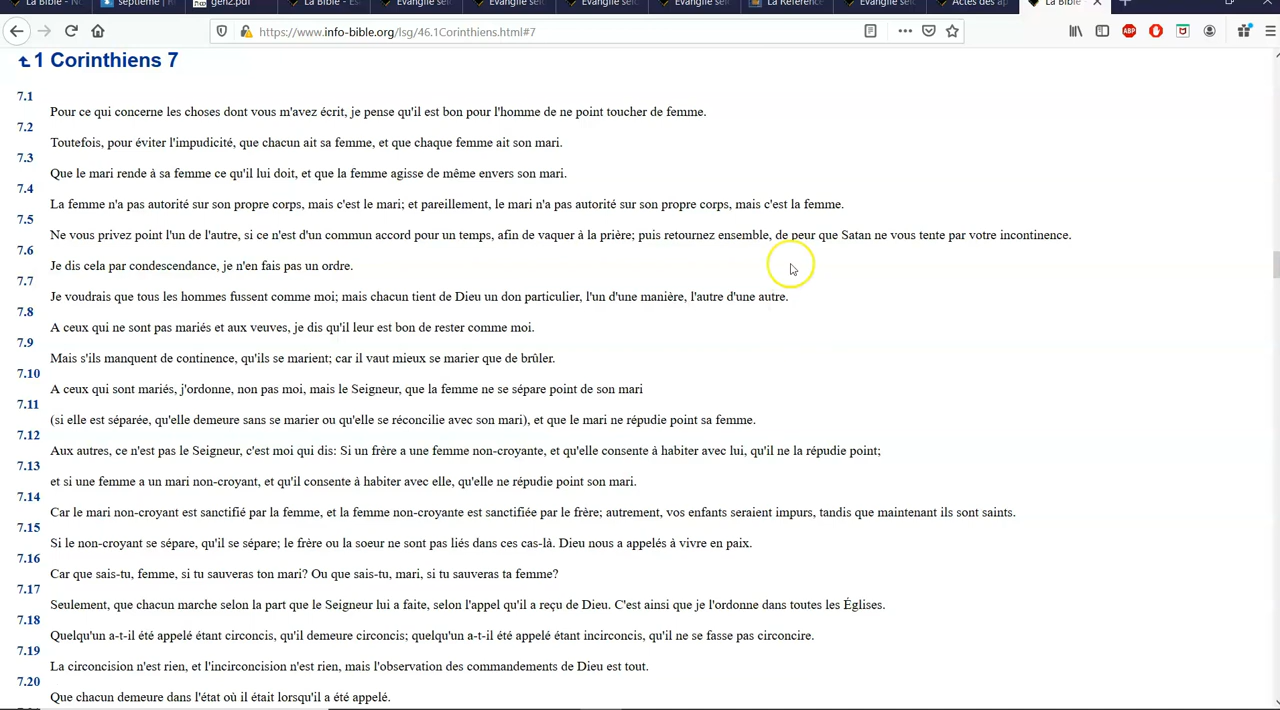 La Bible - N
septieme | h
gen2.pdf
La Bible - Es
Évangile selo
Évangile selo
Évangile selo
Évangile selo
La Référence
Évangile selo
Actes des ap
La Bible -
https://www.info-bible.org/lsg/46.1Corinthiens.html#7
ABP
1 Corinthiens 7
7.1
Pour ce qui concerne les choses dont vous m'avez écrit, je pense qu'il est bon pour l'homme de ne point toucher de femme.
7.2
Toutefois, pour éviter l'impudicité, que chacun ait sa femme, et que chaque femme ait son mari.
7.3
Que le mari rende à sa femme ce qu'il lui doit, et que la femme agisse de même envers son mari.
7.4
La femme n'a pas autorité sur son propre corps, mais c'est le mari; et pareillement, le mari n'a pas autorité sur son propre corps, mais c'est la femme.
7.5
Ne vous privez point l'un de l'autre, si ce n'est d'un commun accord pour un temps, afin de vaquer à la prière; puis retournez ensemble, de peur que Satan ne vous tente par votre incontinence.
7.6
Je dis cela par condescendance, je n'en fais pas un ordre.
7.7
Je voudrais que tous les hommes fussent comme moi; mais chacun tient de Dieu un don particulier, l'un d'une manière, l'autre d'une autre.
7.8
A ceux qui ne sont pas mariés et aux veuves, je dis qu'il leur est bon de rester comme moi.
7.9
Mais s'ils manquent de continence, qu'ils se marient; car il vaut mieux se marier que de brûler.
7.10
A ceux qui sont mariés, j'ordonne, non pas moi, mais le Seigneur, que la femme ne se sépare point de son mari
7.11
(si elle est séparée, qu'elle demeure sans se marier ou qu'elle se réconcilie avec son mari), et que le mari ne répudie point sa femme.
7.12
Aux autres, ce n'est pas le Seigneur, c'est moi qui dis: Si un frère a une femme non-croyante, et qu'elle consente à habiter avec lui, qu'il ne la répudie point;
7.13
et si une femme a un mari non-croyant, et qu'il consente à habiter avec elle, qu'elle ne répudie point son mari.
7.14
Car le mari non-croyant est sanctifié par la femme, et la femme non-croyante est sanctifiée par le frère; autrement, vos enfants seraient impurs, tandis que maintenant ils sont saints.
7.15
Si le non-croyant se sépare, qu'il se sépare; le frère ou la soeur ne sont pas liés dans ces cas-là. Dieu nous a appelés à vivre en paix.
7.16
Car que sais-tu, femme, si tu sauveras ton mari? Ou que sais-tu, mari, si tu sauveras ta femme?
7.17
Seulement, que chacun marche selon la part que le Seigneur lui a faite, selon l'appel qu'il a reçu de Dieu. C'est ainsi que je l'ordonne dans toutes les Églises.
7.18
Quelqu'un a-t-il été appelé étant circoncis, qu'il demeure circoncis; quelqu'un a-t-il été appelé étant incirconcis, qu'il ne se fasse pas circoncire.
7.19
La circoncision n'est rien, et l'incirconcision n'est rien, mais l'observation des commandements de Dieu est tout.
7.20
Que chacun demeure dans l'état où il était lorsqu'il a été appelé.